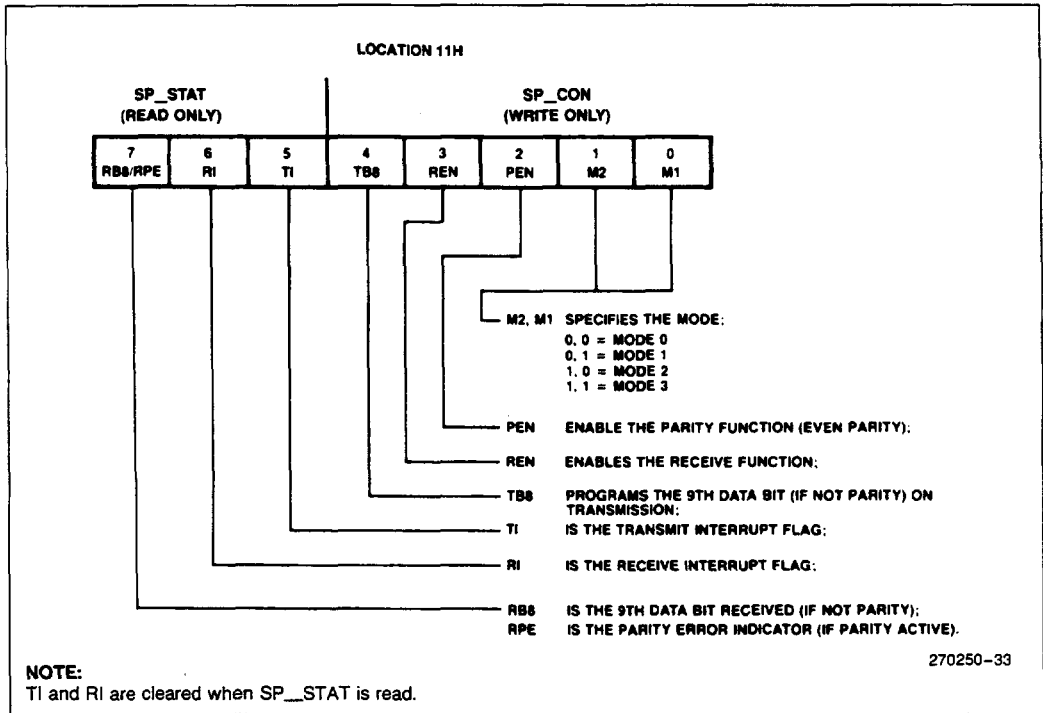 LOCATION 11H
SP__STAT
(READ ONLY)
SP__CON
(WRITE ONLY)
7 6 5 4 3 2 1 0
RB8/RPE RI TI TB8 REN PEN M2 M1
M2, M1 SPECIFIES THE MODE:
0, 0 = MODE 0
0, 1 = MODE 1
1, 0 = MODE 2
1, 1 = MODE 3
PEN ENABLE THE PARITY FUNCTION (EVEN PARITY);
REN ENABLES THE RECEIVE FUNCTION;
TB8 PROGRAMS THE 9TH DATA BIT (IF NOT PARITY) ON
TRANSMISSION;
TI IS THE TRANSMIT INTERRUPT FLAG;
RI IS THE RECEIVE INTERRUPT FLAG;
RB8 IS THE 9TH DATA BIT RECEIVED (IF NOT PARITY);
RPE IS THE PARITY ERROR INDICATOR (IF PARITY ACTIVE).
270250-33
NOTE:
TI and RI are cleared when SP__STAT is read.